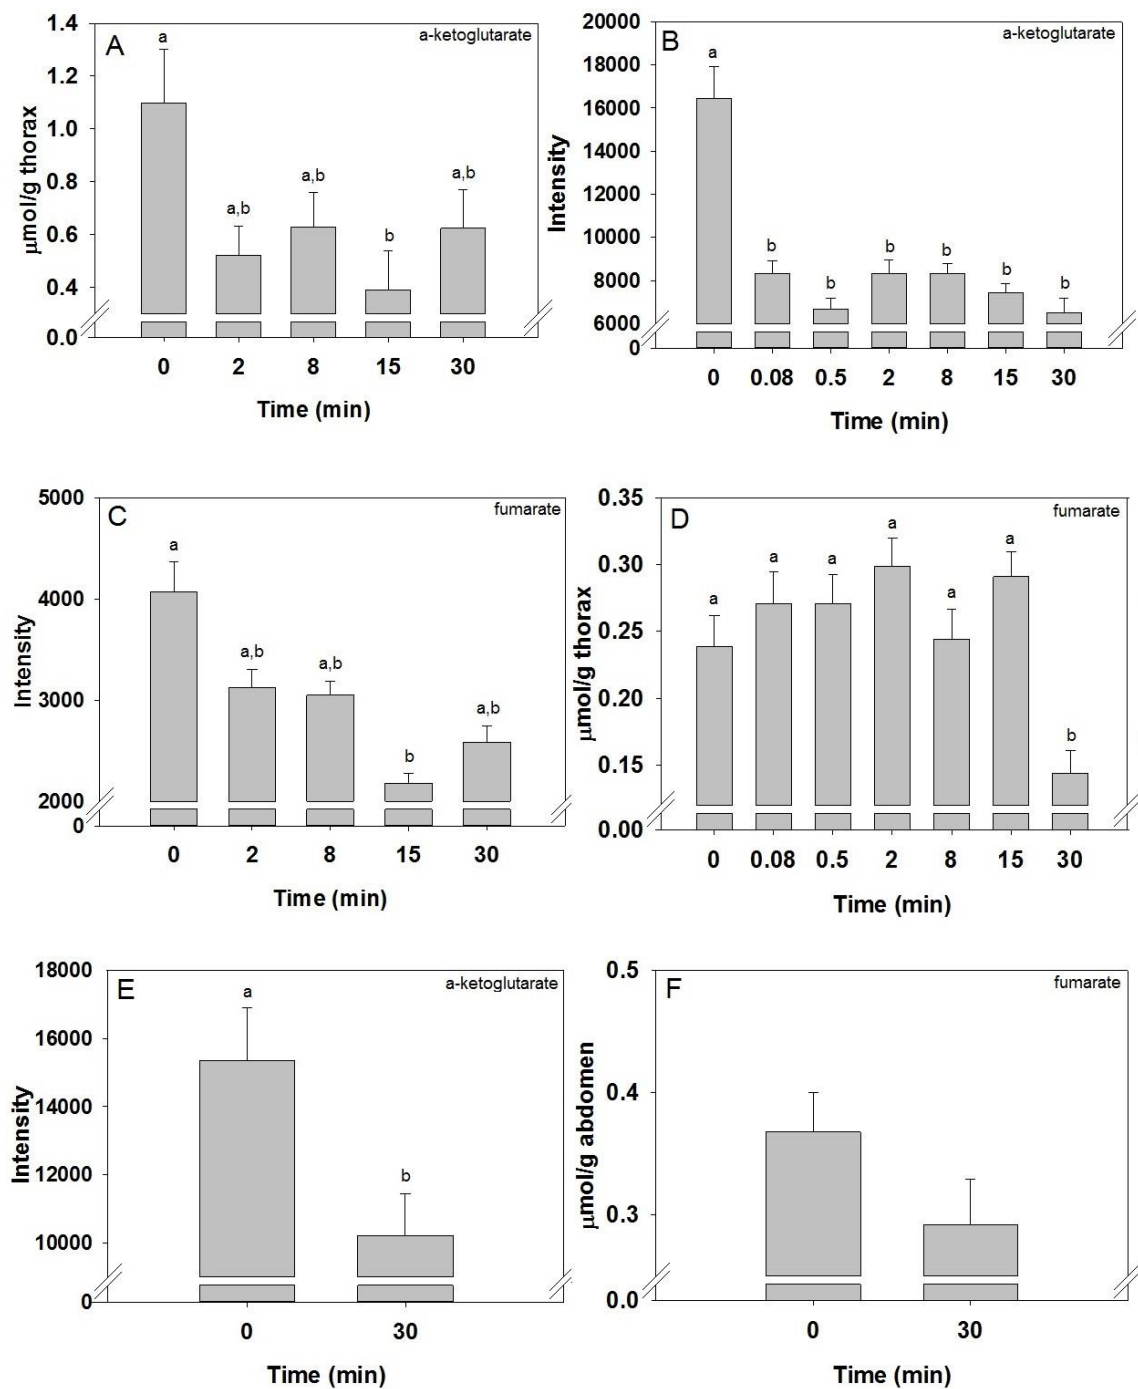 A
a-ketoglutarate
1.4
1.2
1.0
0.8
0.6
0.4
0.0
μmol/g thorax
a
a,b
a,b
b
a,b
0 2 8 15 30
Time (min)
B
a-ketoglutarate
20000
18000
16000
14000
12000
10000
8000
6000
0
Intensity
a
b
b
b
b
b
b
0 0.08 0.5 2 8 15 30
Time (min)
C
fumarate
5000
4000
3000
2000
0
Intensity
a
a,b
a,b
b
a,b
0 2 8 15 30
Time (min)
D
fumarate
0.35
0.30
0.25
0.20
0.15
0.00
μmol/g thorax
a
a
a
a
a
a
b
0 0.08 0.5 2 8 15 30
Time (min)
E
a-ketoglutarate
18000
16000
14000
12000
10000
0
Intensity
a
b
0 30
Time (min)
F
fumarate
0.5
0.4
0.3
0.0
μmol/g abdomen
0 30
Time (min)